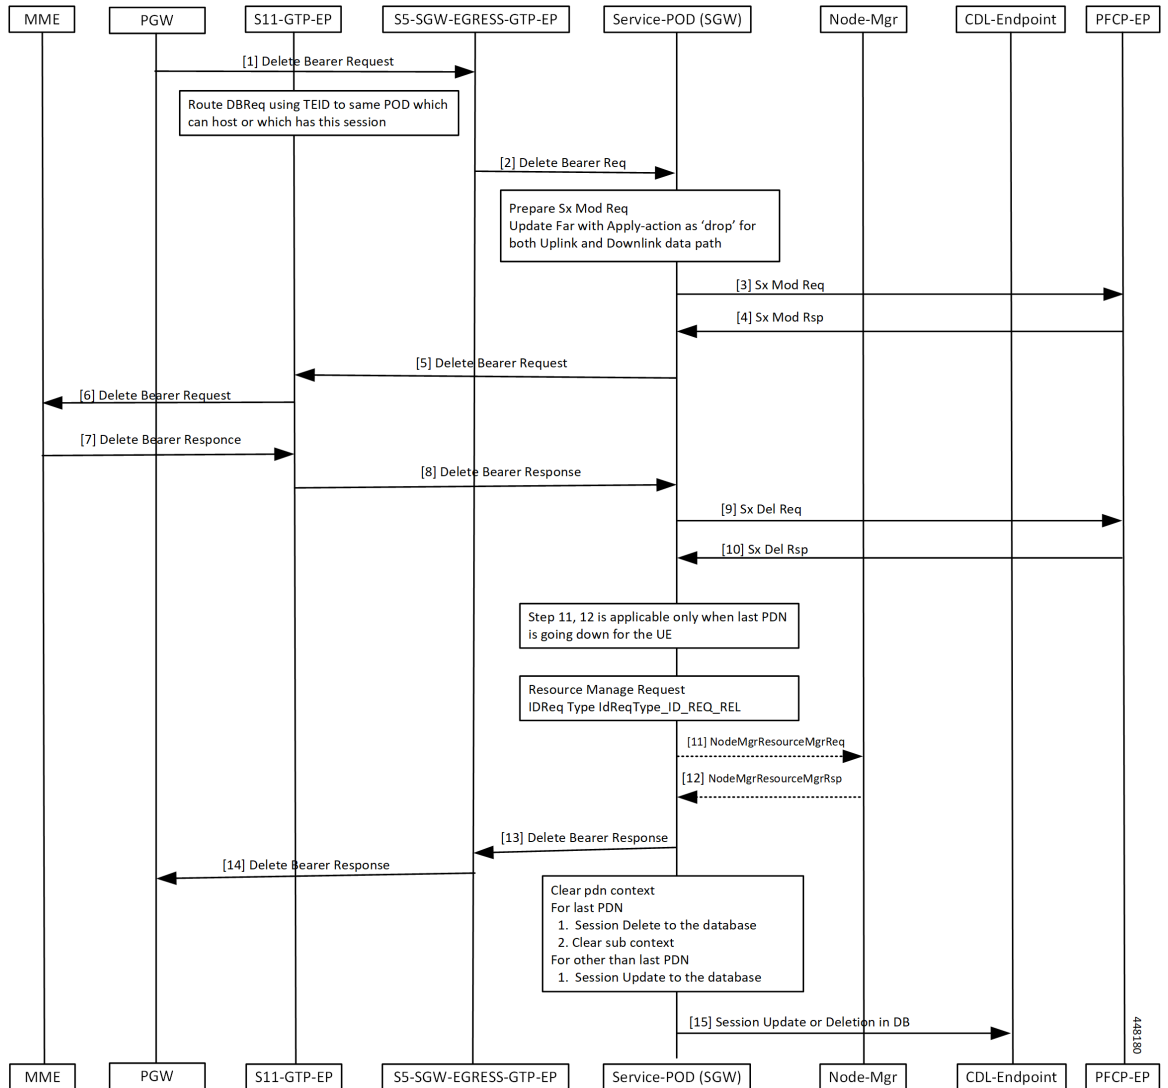 MME
PGW
S11-GTP-EP
S5-SGW-EGRESS-GTP-EP
Service-POD (SGW)
Node-Mgr
CDL-Endpoint
PFCP-EP
[1] Delete Bearer Request
Route DBReq using TEID to same POD which
can host or which has this session
[2] Delete Bearer Req
Prepare Sx Mod Req
Update Far with Apply-action as ‘drop’ for
both Uplink and Downlink data path
[3] Sx Mod Req
[4] Sx Mod Rsp
[5] Delete Bearer Request
[6] Delete Bearer Request
[7] Delete Bearer Responce
[8] Delete Bearer Response
[9] Sx Del Req
[10] Sx Del Rsp
Step 11, 12 is applicable only when last PDN
is going down for the UE
Resource Manage Request
IDReq Type IdReqType_ID_REQ_REL
[11] NodeMgrResourceMgrReq
[12] NodeMgrResourceMgrRsp
[13] Delete Bearer Response
[14] Delete Bearer Response
Clear pdn context
For last PDN
1. Session Delete to the database
2. Clear sub context
For other than last PDN
1. Session Update to the database
[15] Session Update or Deletion in DB
448180
MME
PGW
S11-GTP-EP
S5-SGW-EGRESS-GTP-EP
Service-POD (SGW)
Node-Mgr
CDL-Endpoint
PFCP-EP